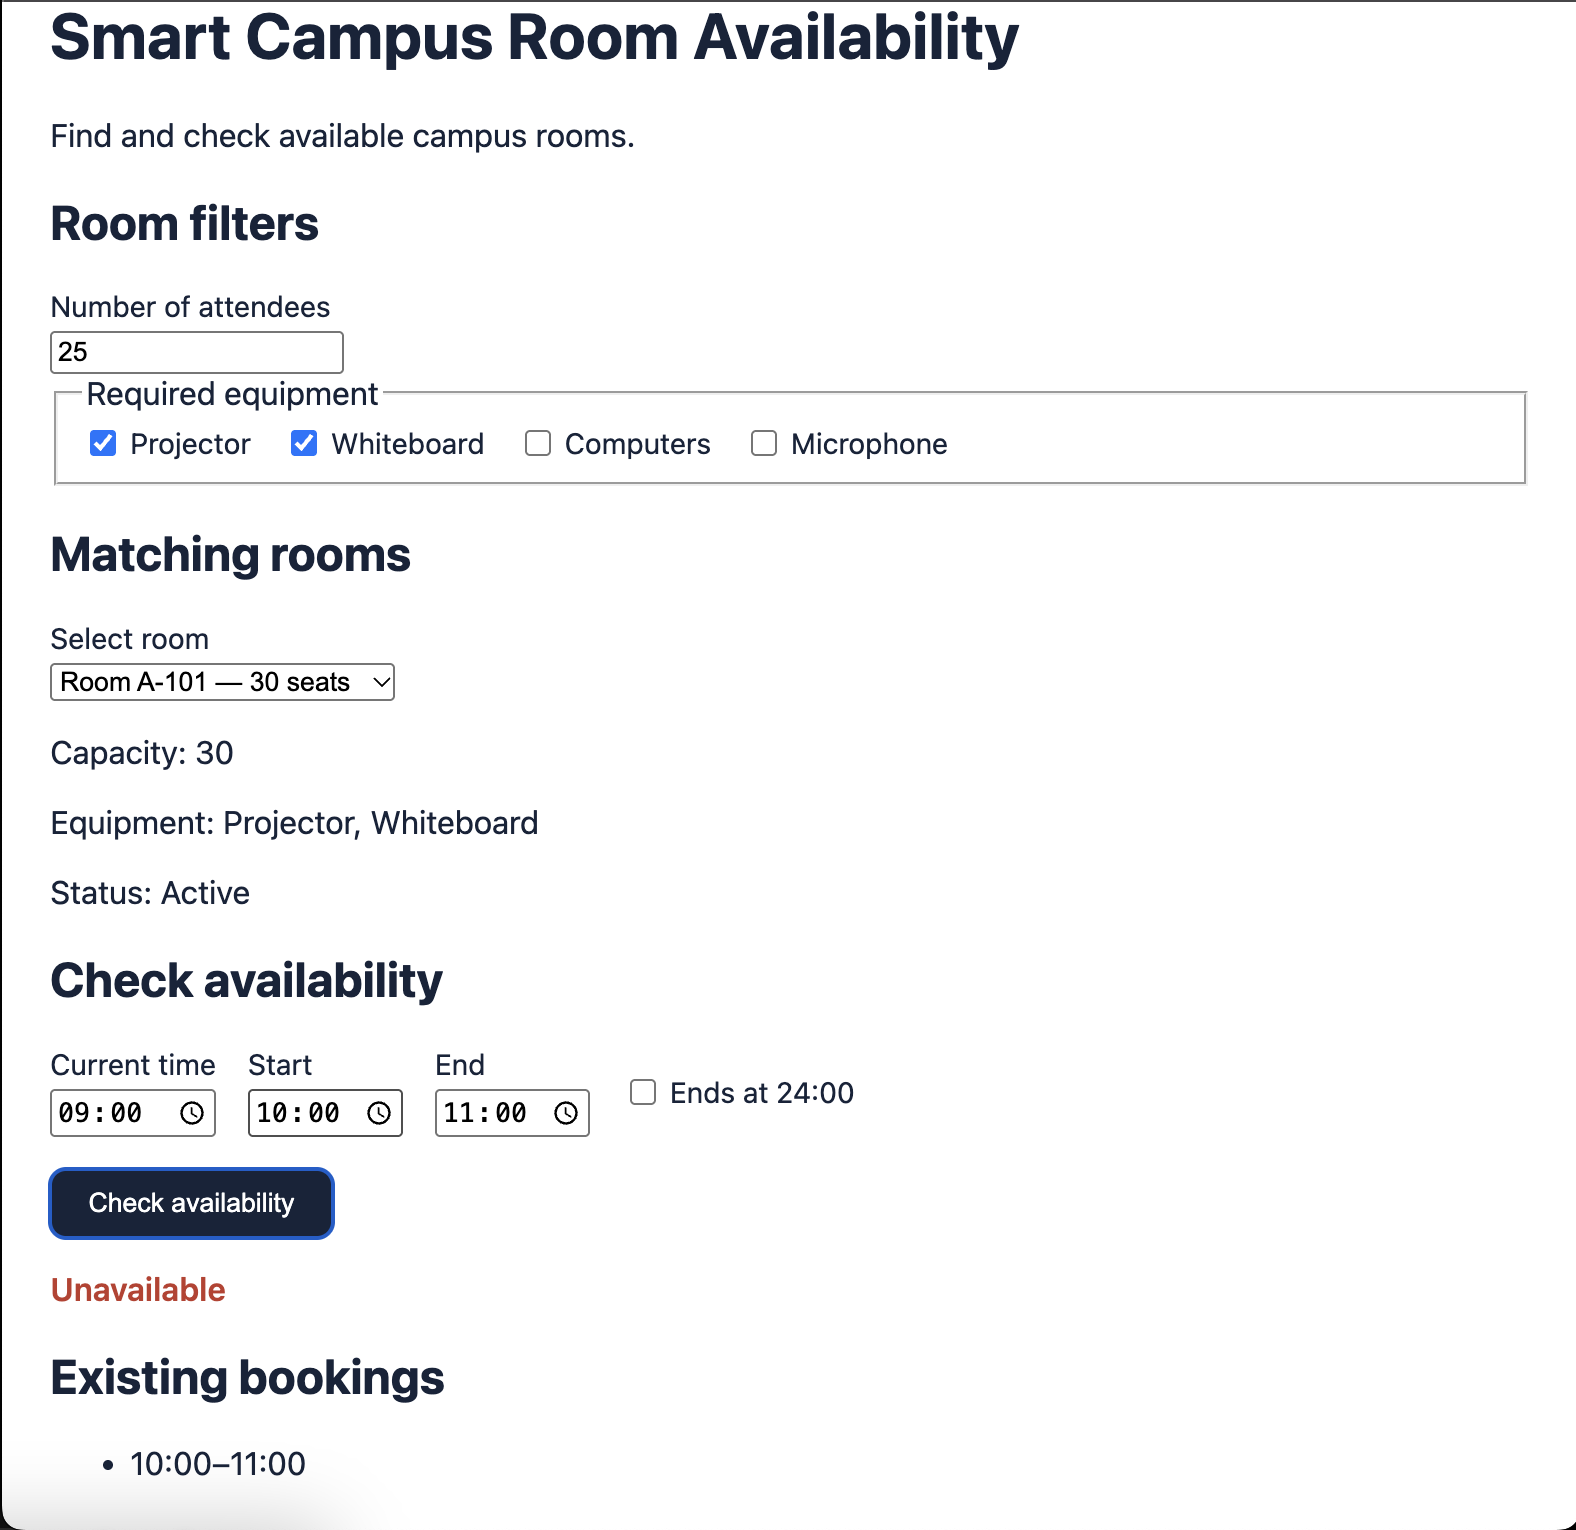 Smart Campus Room Availability
Find and check available campus rooms.
Room filters
Number of attendees
25
Required equipment
Projector Whiteboard Computers Microphone
Matching rooms
Select room
Room A-101 — 30 seats
Capacity: 30
Equipment: Projector, Whiteboard
Status: Active
Check availability
Current time Start End
09:00 10:00 11:00 Ends at 24:00
Check availability
Unavailable
Existing bookings
• 10:00–11:00